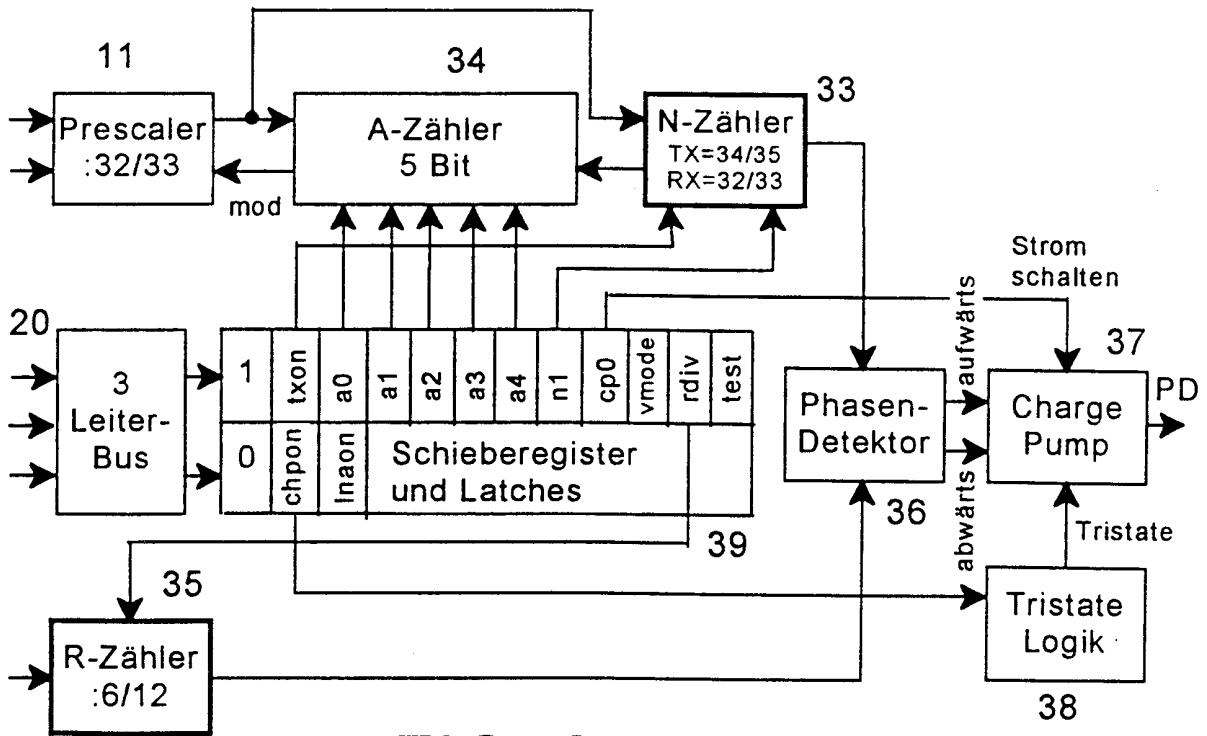 11
34
33
Prescaler
:32/33
A-Zähler
5 Bit
N-Zähler
TX=34/35
RX=32/33
mod
Strom
schalten
20
3
Leiter-
Bus
1
txon
a0
a1
a2
a3
a4
n1
cp0
vmode
rdiv
test
0
chpon
lnaon
Schieberegister
und Latches
39
Phasen-
Detektor
36
aufwärts
abwärts
37
Charge
Pump
PD
Tristate
35
R-Zähler
:6/12
Tristate
Logik
38